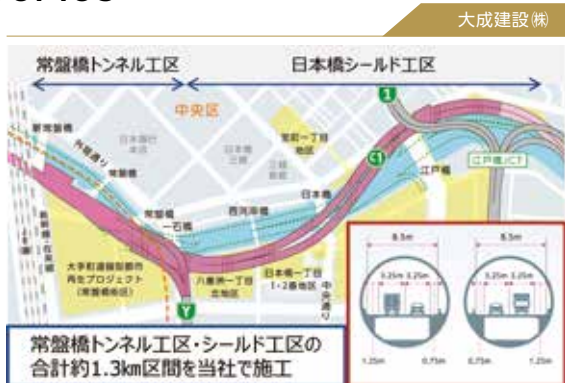 大成建設㈱
常盤橋トンネル工区
日本橋シールド工区
中央区
新常盤橋
外堀通り
常盤橋
日本銀行
本店
日本橋
三越
室町一丁目
地区
常盤橋
一石橋
西河岸橋
日本橋
江戸橋
江戸橋JCT
1
C1
Y
大手町連鎖型都市
再生プロジェクト
(常盤橋街区)
八重洲一丁目
北地区
日本橋一丁目
1・2番地区
中央通り
8.5m
3.25m 3.25m
1.25m
0.75m
8.5m
3.25m 3.25m
0.75m
1.25m
常盤橋トンネル工区・シールド工区の
合計約1.3km区間を当社で施工